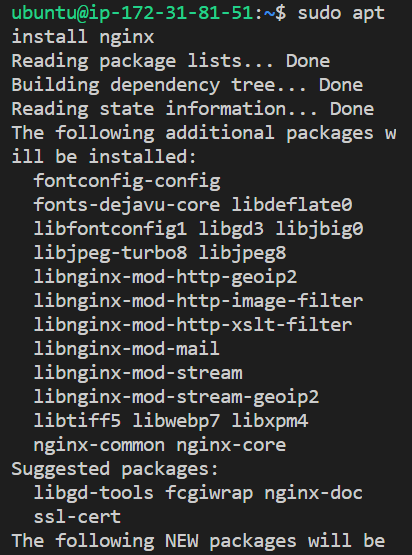 ubuntu@ip-172-31-81-51:~$ sudo apt
install nginx
Reading package lists... Done
Building dependency tree... Done
Reading state information... Done
The following additional packages w
ill be installed:
  fontconfig-config
  fonts-dejavu-core libdeflate0
  libfontconfig1 libgd3 libjbig0
  libjpeg-turbo8 libjpeg8
  libnginx-mod-http-geoip2
  libnginx-mod-http-image-filter
  libnginx-mod-http-xslt-filter
  libnginx-mod-mail
  libnginx-mod-stream
  libnginx-mod-stream-geoip2
  libtiff5 libwebp7 libxpm4
  nginx-common nginx-core
Suggested packages:
  libgd-tools fcgiwrap nginx-doc
  ssl-cert
The following NEW packages will be